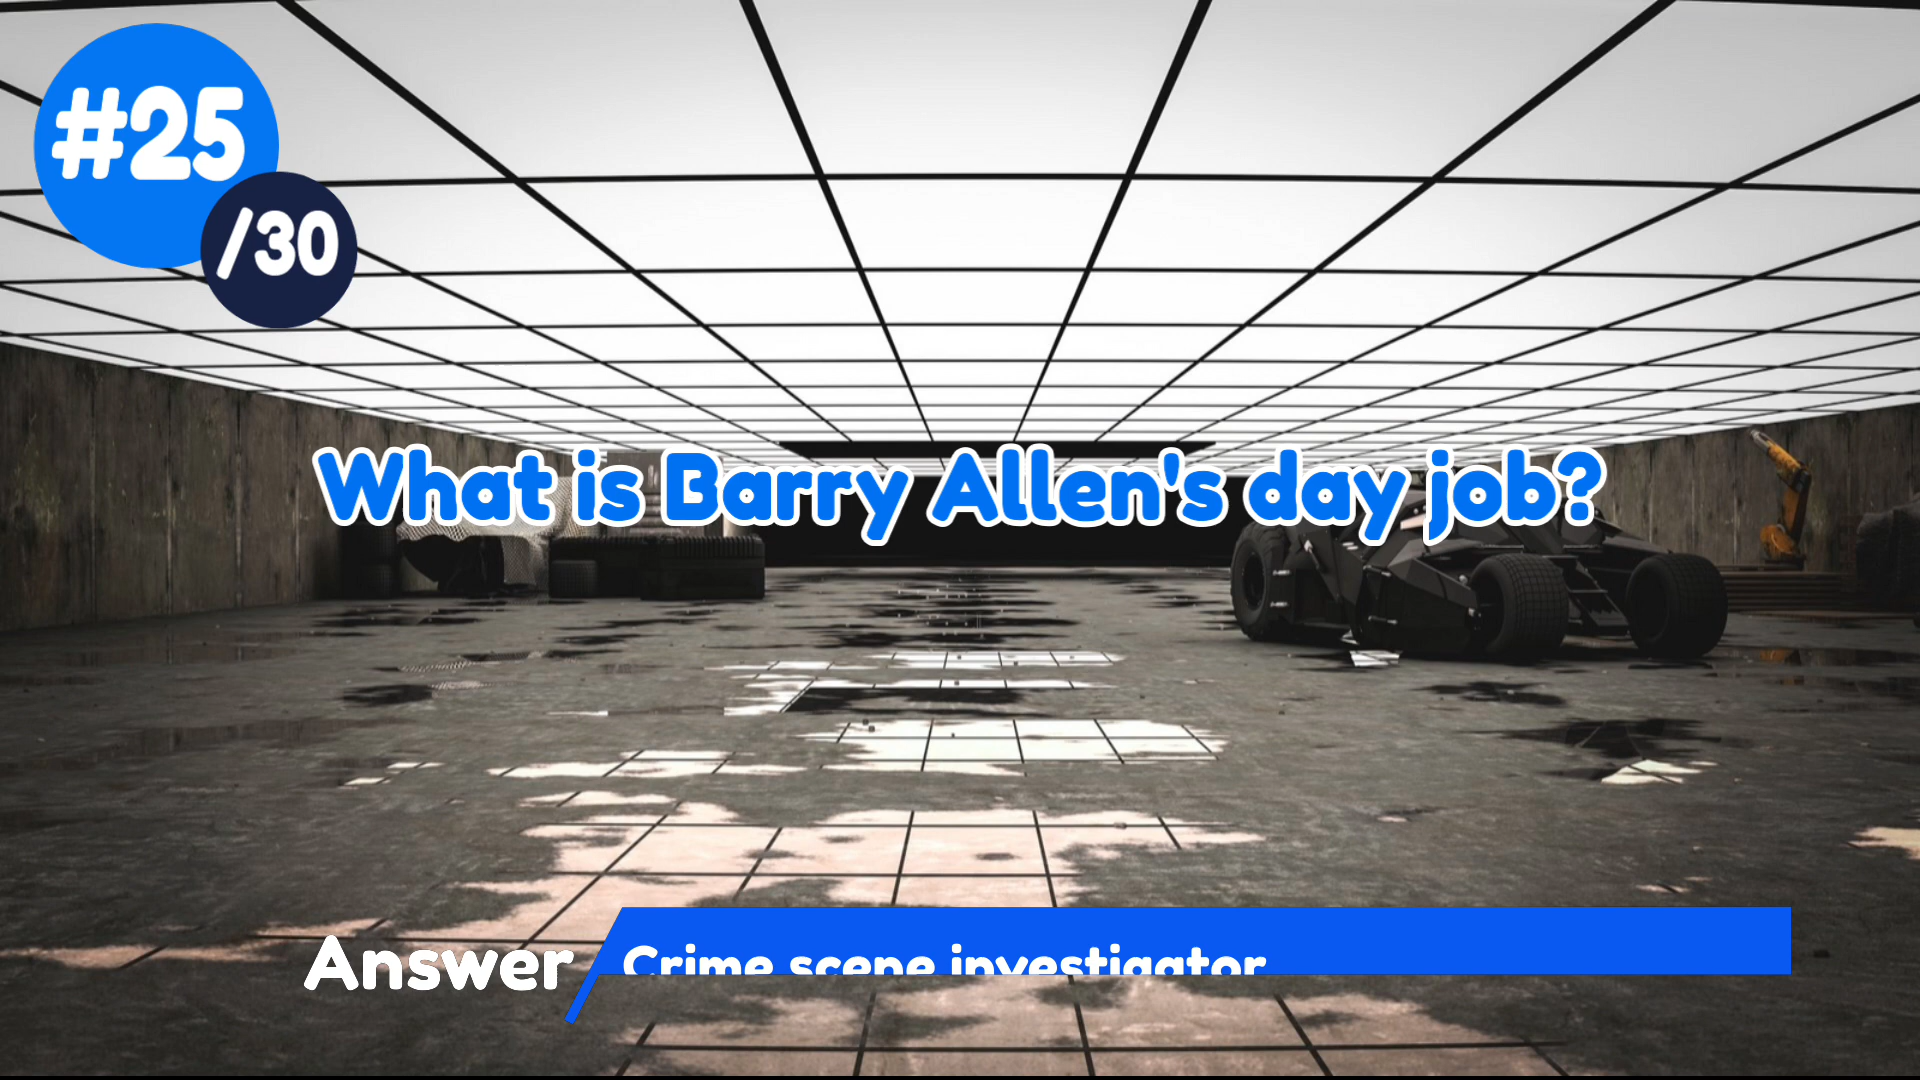 #25
/30
What is Barry Allen's day job?
Answer
Crime scene investigator